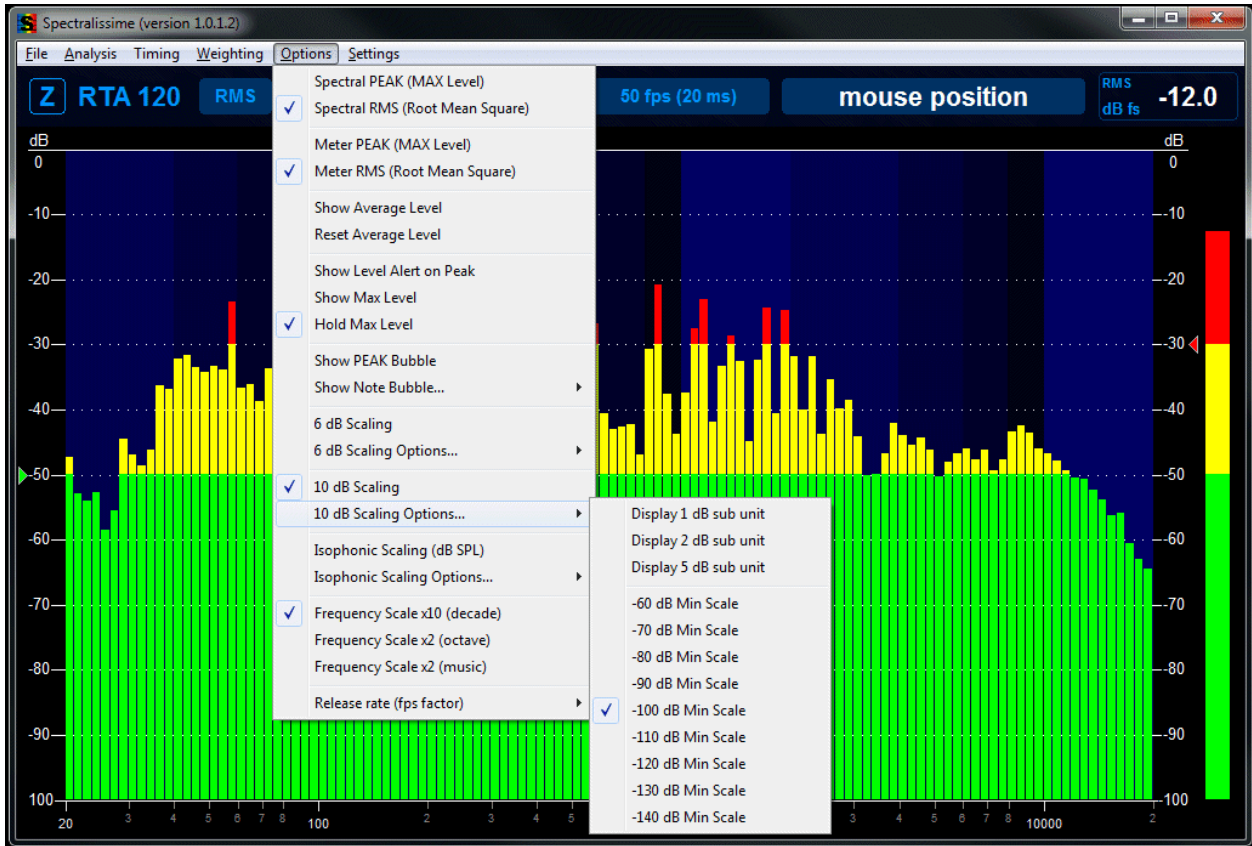 Spectralissime (version 1.0.1.2)
File Analysis Timing Weighting Options Settings
Z RTA 120 RMS 50 fps (20 ms) mouse position RMS dB fs -12.0
Spectral PEAK (MAX Level)
Spectral RMS (Root Mean Square)
Meter PEAK (MAX Level)
Meter RMS (Root Mean Square)
Show Average Level
Reset Average Level
Show Level Alert on Peak
Show Max Level
Hold Max Level
Show PEAK Bubble
Show Note Bubble...
6 dB Scaling
6 dB Scaling Options...
10 dB Scaling
10 dB Scaling Options...
Isophonic Scaling (dB SPL)
Isophonic Scaling Options...
Frequency Scale x10 (decade)
Frequency Scale x2 (octave)
Frequency Scale x2 (music)
Release rate (fps factor)
Display 1 dB sub unit
Display 2 dB sub unit
Display 5 dB sub unit
-60 dB Min Scale
-70 dB Min Scale
-80 dB Min Scale
-90 dB Min Scale
-100 dB Min Scale
-110 dB Min Scale
-120 dB Min Scale
-130 dB Min Scale
-140 dB Min Scale
dB
0
-10
-20
-30
-40
-50
-60
-70
-80
-90
100
dB
0
-10
-20
-30
-40
-50
-60
-70
-80
-90
-100
20 3 4 5 6 7 8 100 2 3 4 5 3 4 5 6 7 8 10000 2